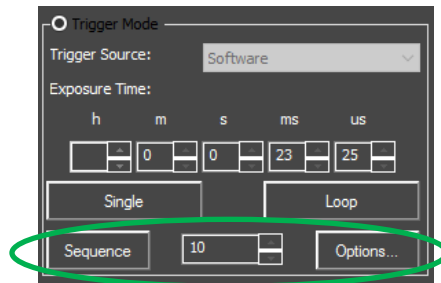 Trigger Mode
Trigger Source: Software
Exposure Time:
h m s ms us
0 0 23 25
Single Loop
Sequence 10 Options...